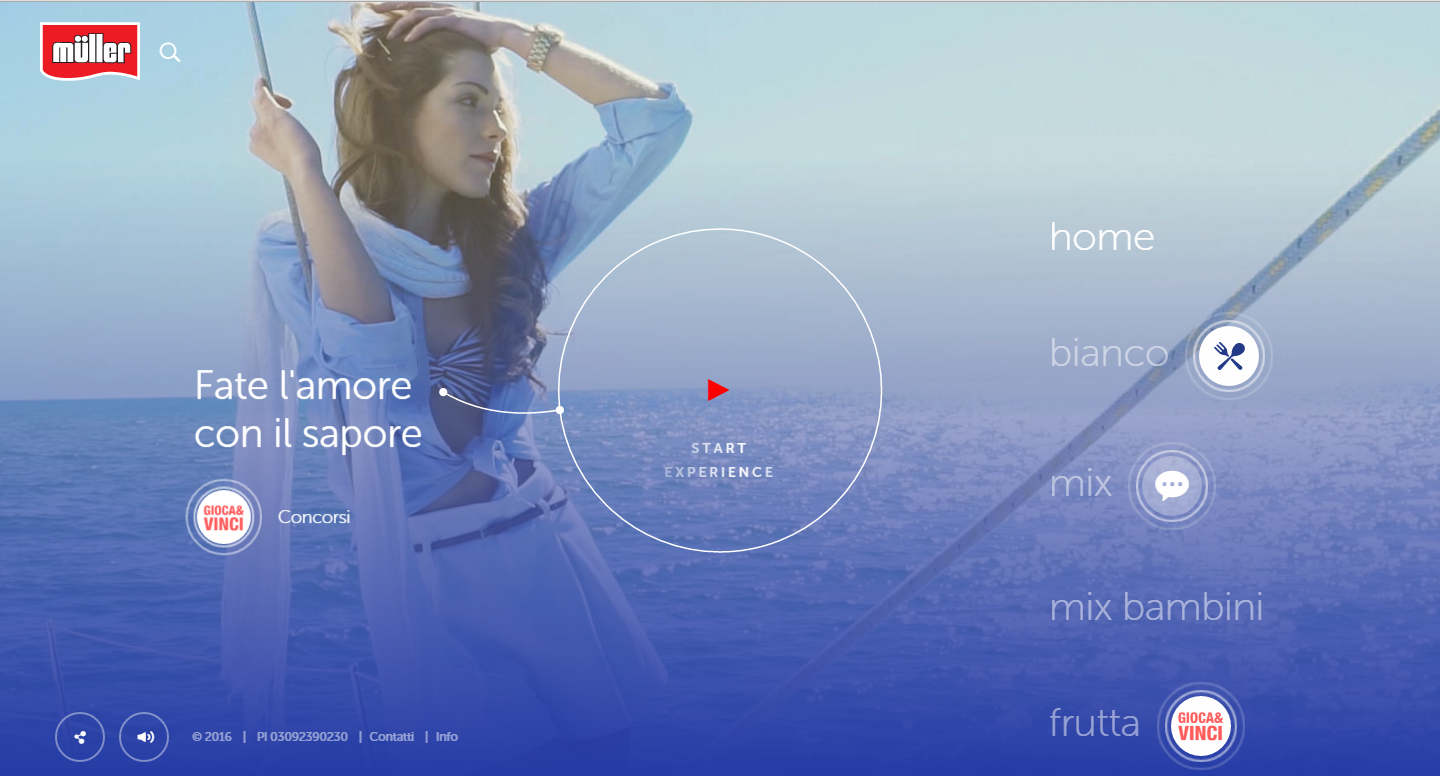 müller
home
bianco
Fate l'amore
con il sapore
START
EXPERIENCE
mix
GIOCA&
VINCI
Concorsi
mix bambini
frutta
GIOCA&
VINCI
© 2016 | PI 03092390230 | Contatti | Info